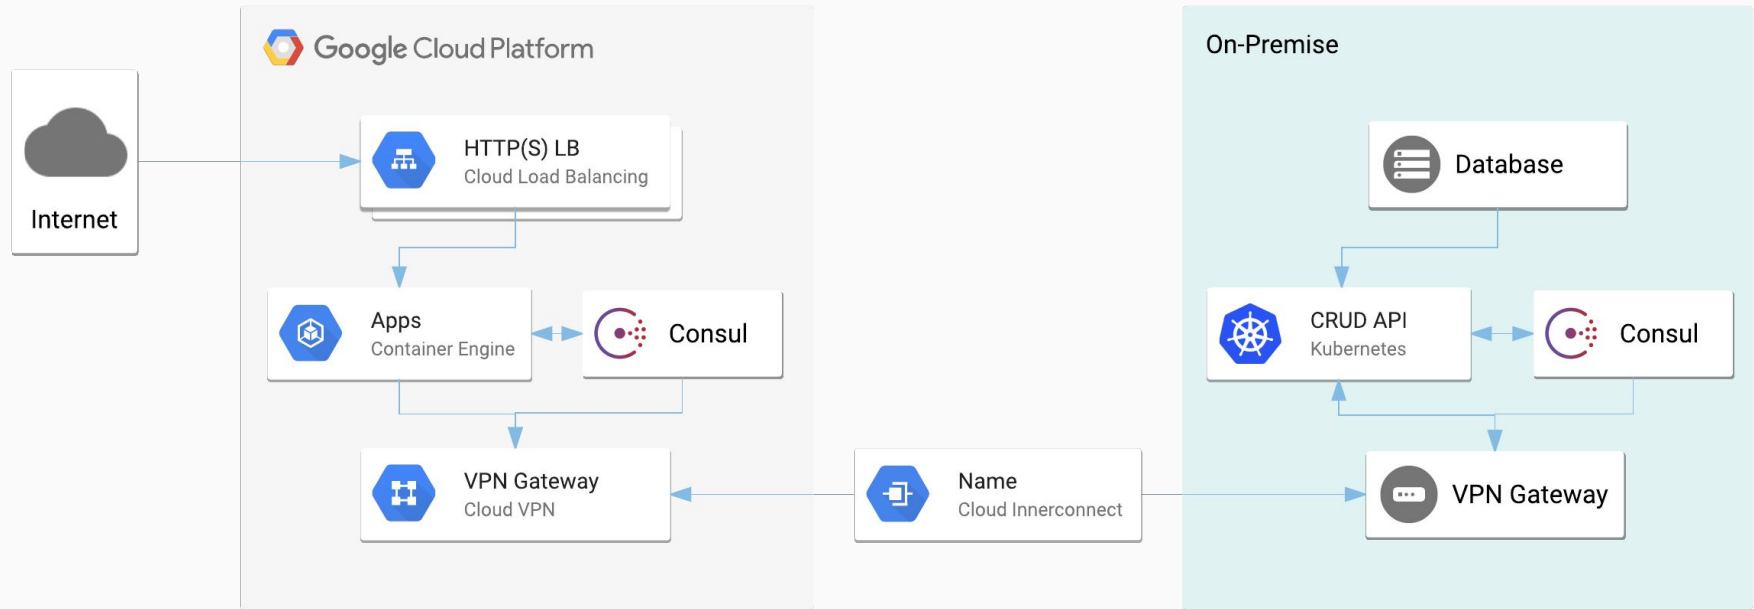 Google Cloud Platform
On-Premise
Internet
HTTP(S) LB
Cloud Load Balancing
Database
Apps
Container Engine
Consul
CRUD API
Kubernetes
Consul
VPN Gateway
Cloud VPN
Name
Cloud Innerconnect
VPN Gateway